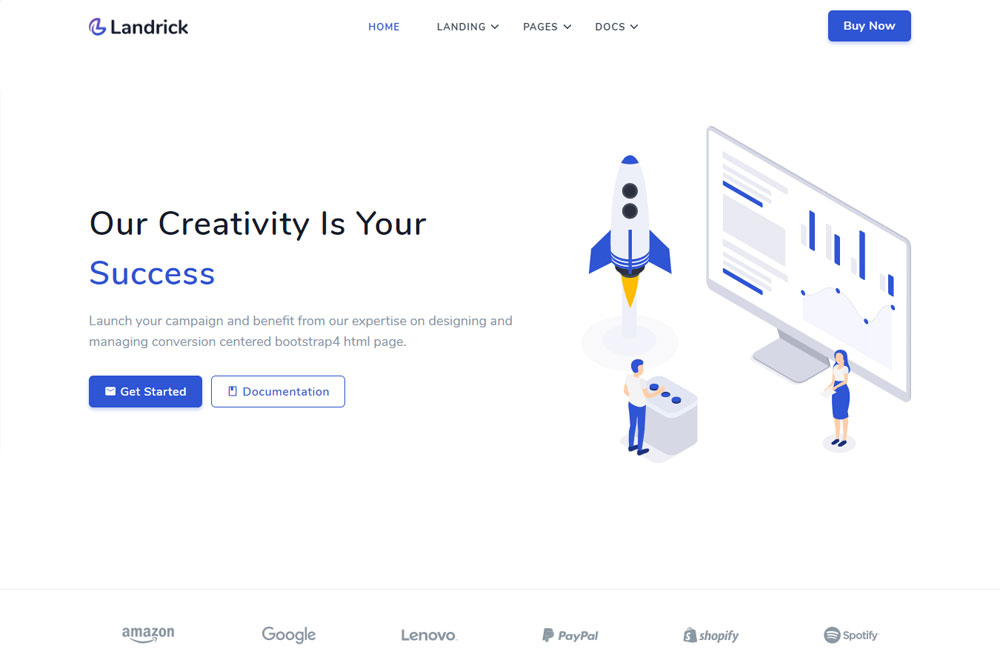 Landrick
HOME LANDING PAGES DOCS
Buy Now
Our Creativity Is Your
Success
Launch your campaign and benefit from our expertise on designing and
managing conversion centered bootstrap4 html page.
Get Started
Documentation
amazon Google Lenovo PayPal shopify Spotify